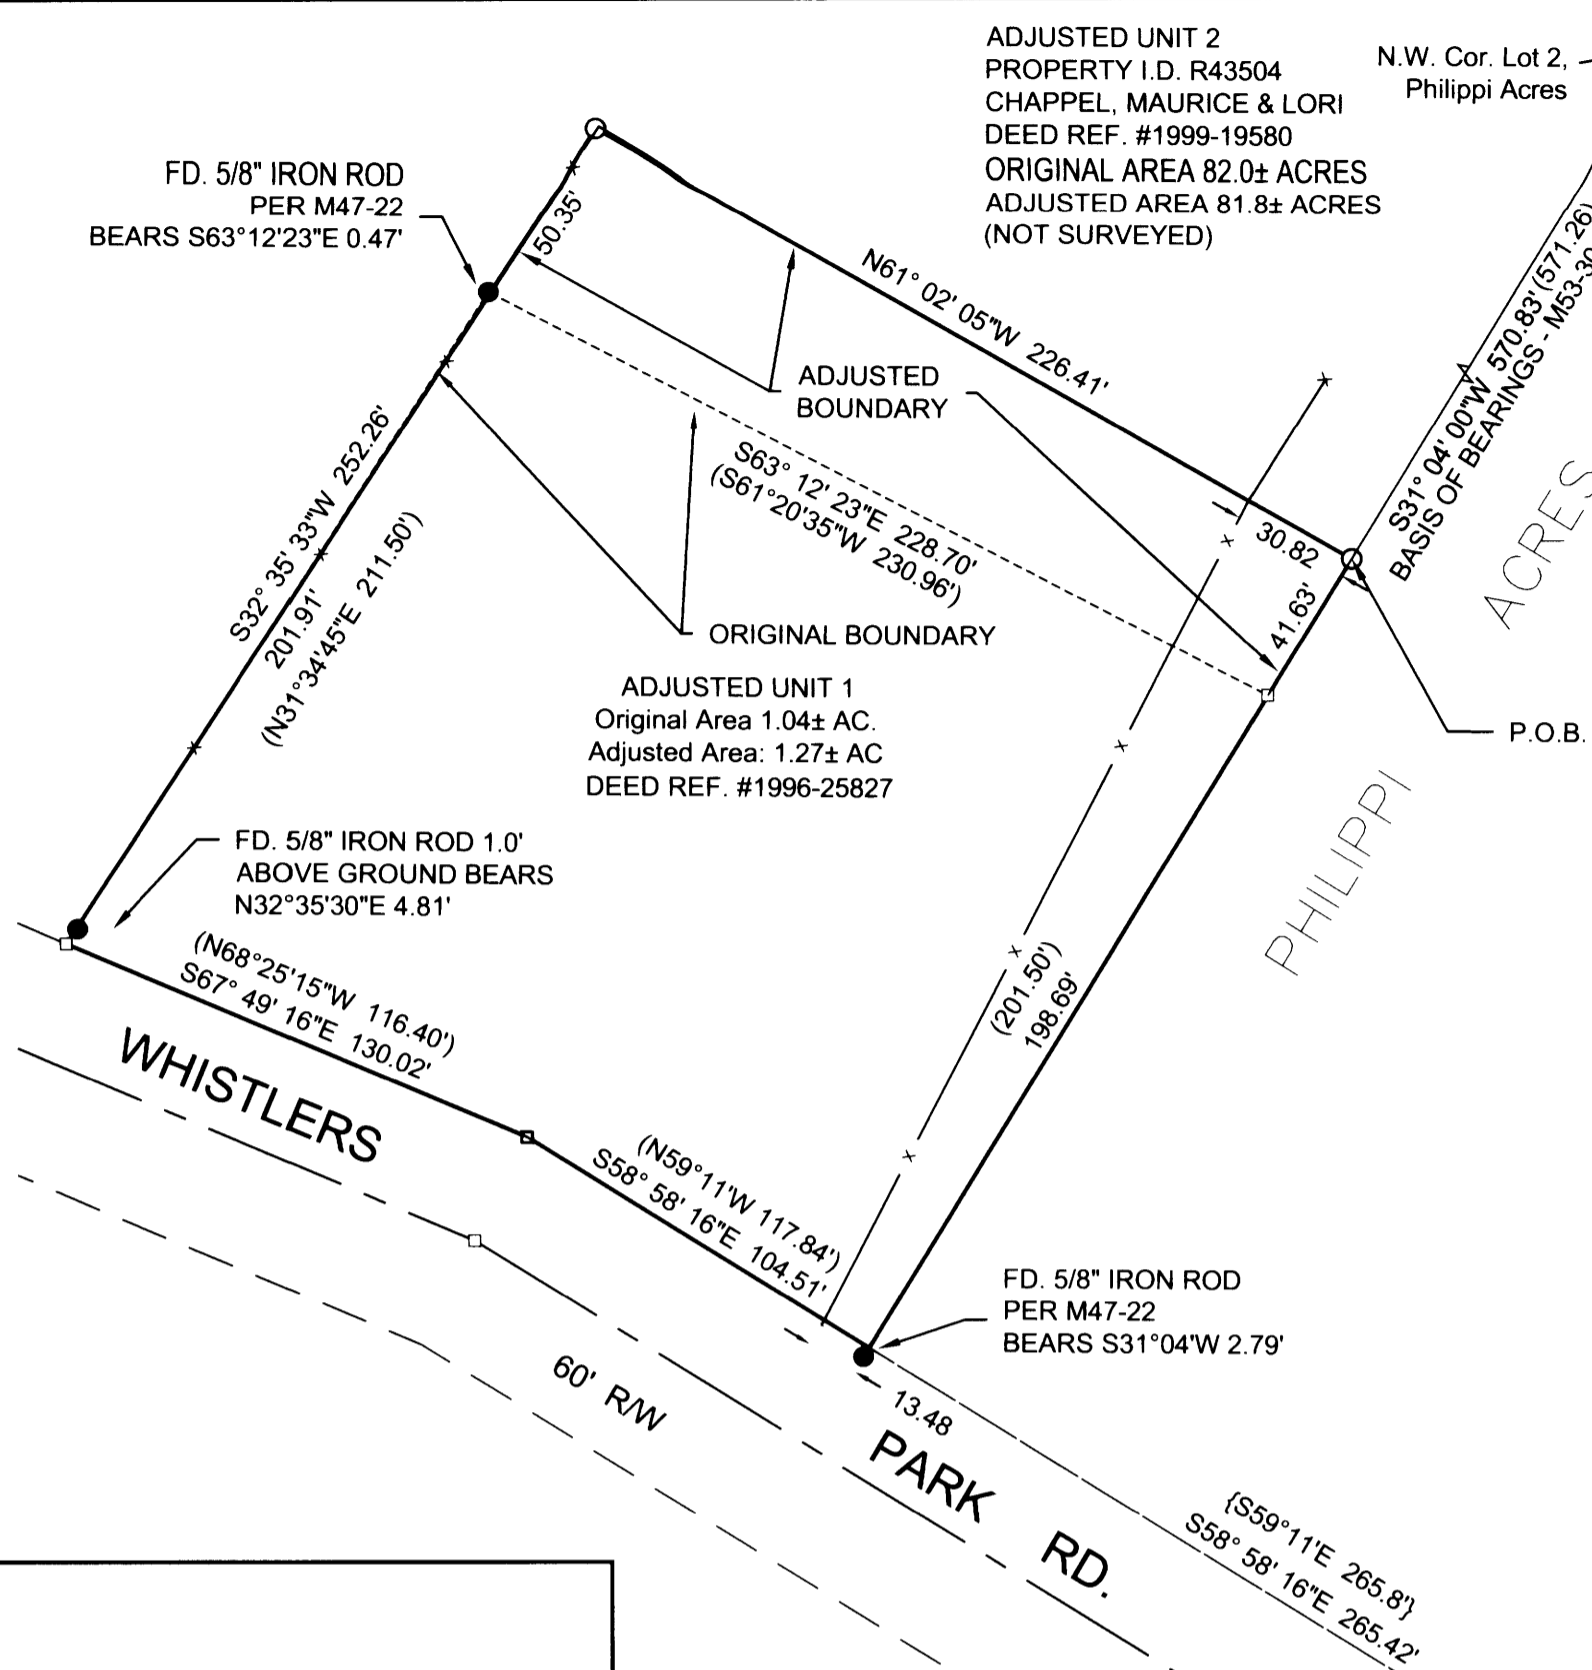 ADJUSTED UNIT 2
PROPERTY I.D. R43504
CHAPPEL, MAURICE & LORI
DEED REF. #1999-19580
ORIGINAL AREA 82.0± ACRES
ADJUSTED AREA 81.8± ACRES
(NOT SURVEYED)
N.W. Cor. Lot 2,
Philippi Acres
FD. 5/8" IRON ROD
PER M47-22
BEARS S63°12'23"E 0.47'
50.35'
N61° 02' 05"W 226.41'
S31° 04' 00"W 570.83' (571.26)
BASIS OF BEARINGS - M53-30
ADJUSTED
BOUNDARY
S63° 12' 23"E 228.70'
(S61°20'35"W 230.96')
30.82
41.63'
ACRES
S32° 35' 33"W 252.26'
201.91'
(N31°34'45"E 211.50')
ORIGINAL BOUNDARY
ADJUSTED UNIT 1
Original Area 1.04± AC.
Adjusted Area: 1.27± AC
DEED REF. #1996-25827
P.O.B.
PHILIPPI
FD. 5/8" IRON ROD 1.0'
ABOVE GROUND BEARS
N32°35'30"E 4.81'
(N68°25'15"W 116.40')
S67° 49' 16"E 130.02'
(201.50')
198.69'
WHISTLERS
(N59°11'W 117.84')
S58° 58' 16"E 104.51'
FD. 5/8" IRON ROD
PER M47-22
BEARS S31°04'W 2.79'
60' R/W
13.48
PARK RD.
{S59°11'E 265.8'}
S58° 58' 16"E 265.42'